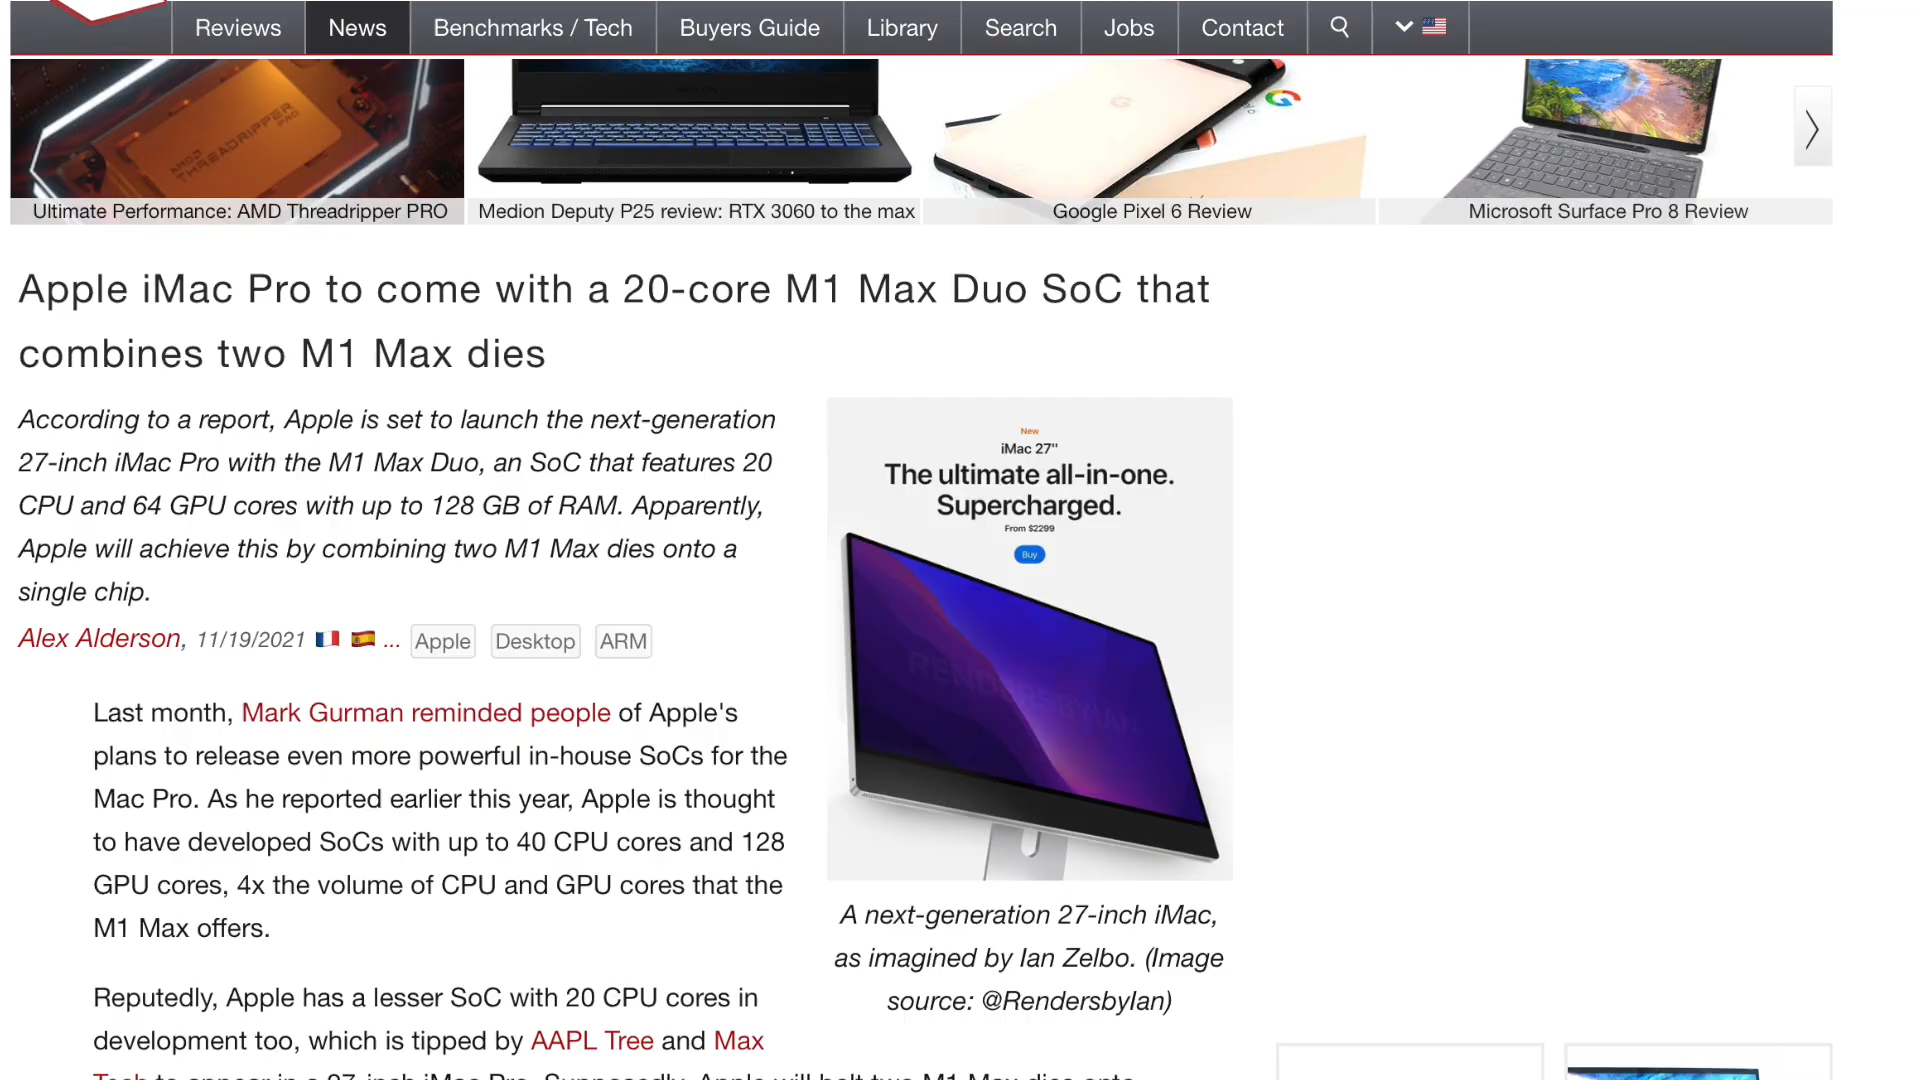 Reviews News Benchmarks / Tech Buyers Guide Library Search Jobs Contact
AMD
THREADRIPPER
PRO
Ultimate Performance: AMD Threadripper PRO
Medion Deputy P25 review: RTX 3060 to the max
Google Pixel 6 Review
Microsoft Surface Pro 8 Review
Apple iMac Pro to come with a 20-core M1 Max Duo SoC that
combines two M1 Max dies
According to a report, Apple is set to launch the next-generation
27-inch iMac Pro with the M1 Max Duo, an SoC that features 20
CPU and 64 GPU cores with up to 128 GB of RAM. Apparently,
Apple will achieve this by combining two M1 Max dies onto a
single chip.
Alex Alderson, 11/19/2021 ... Apple Desktop ARM
Last month, Mark Gurman reminded people of Apple's
plans to release even more powerful in-house SoCs for the
Mac Pro. As he reported earlier this year, Apple is thought
to have developed SoCs with up to 40 CPU cores and 128
GPU cores, 4x the volume of CPU and GPU cores that the
M1 Max offers.
Reputedly, Apple has a lesser SoC with 20 CPU cores in
development too, which is tipped by AAPL Tree and Max
Tech to appear in a 27-inch iMac Pro. Supposedly, Apple will bolt two M1 Max dies onto
New
iMac 27"
The ultimate all-in-one.
Supercharged.
From $2299
Buy
RENDERSBYIAN
A next-generation 27-inch iMac,
as imagined by Ian Zelbo. (Image
source: @RendersbyIan)